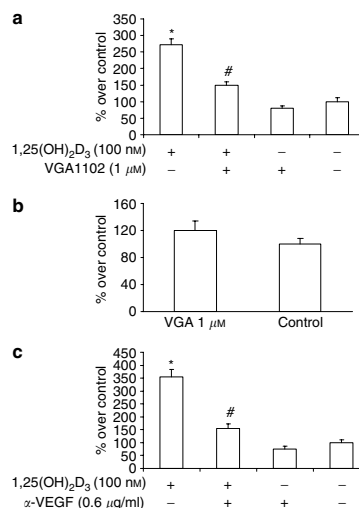 a
350
300
250
200
150
100
50
0
% over control
*
#
1,25(OH)2D3 (100 nM) + + – –
VGA1102 (1 μM) – + + –
b
160
120
80
40
0
% over control
VGA 1 μM Control
c
450
400
350
300
250
200
150
100
50
0
% over control
*
#
1,25(OH)2D3 (100 nM) + + – –
α-VEGF (0.6 μg/ml) – + + –